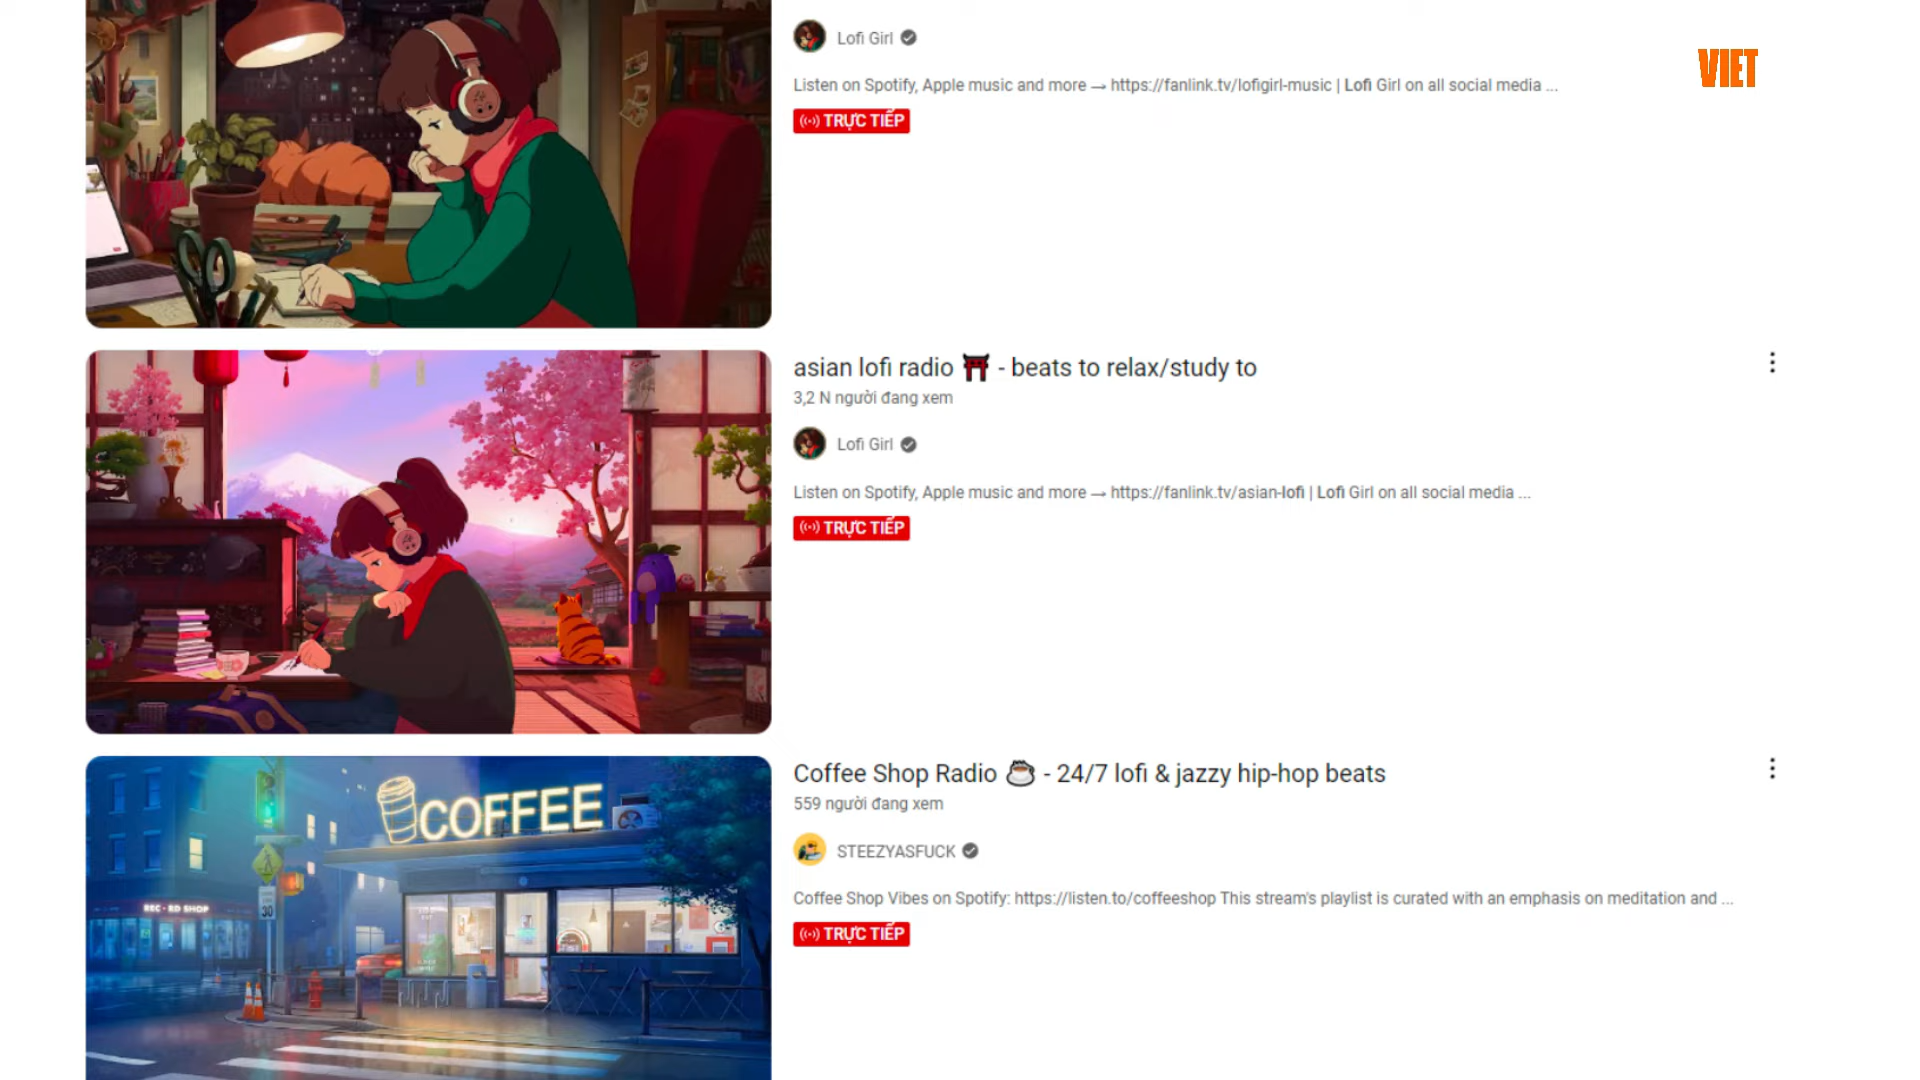 Lofi Girl
VIET
Listen on Spotify, Apple music and more → https://fanlink.tv/lofigirl-music | Lofi Girl on all social media ...
TRỰC TIẾP
asian lofi radio ⛩️ - beats to relax/study to
3,2 N người đang xem
Lofi Girl
Listen on Spotify, Apple music and more → https://fanlink.tv/asian-lofi | Lofi Girl on all social media ...
TRỰC TIẾP
COFFEE
REC - RD SHOP
30
Coffee Shop Radio ☕ - 24/7 lofi & jazzy hip-hop beats
559 người đang xem
STEEZYASFUCK
Coffee Shop Vibes on Spotify: https://listen.to/coffeeshop This stream's playlist is curated with an emphasis on meditation and ...
TRỰC TIẾP